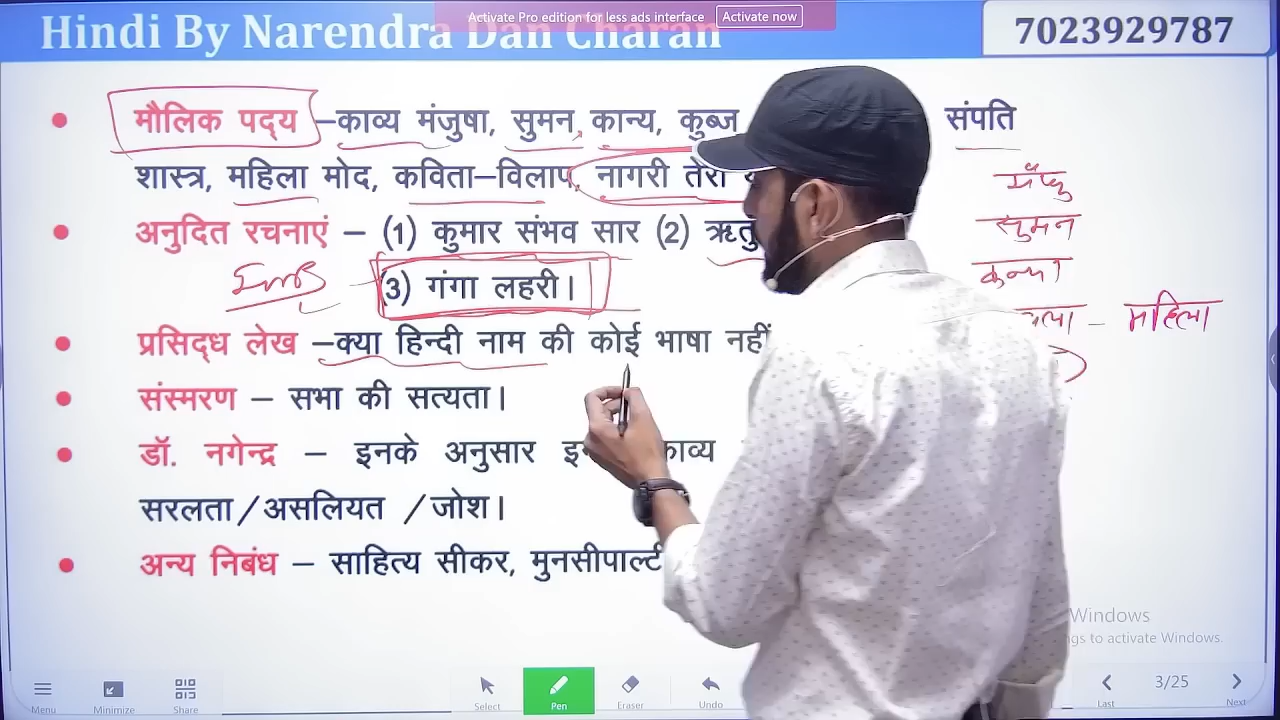 Activate Pro edition for less ads interface Activate now
Hindi By Narendra Dan Charan 7023929787
• मौलिक पद्य –काव्य मंजुषा, सुमन, कान्य, कुब्ज संपति
शास्त्र, महिला मोद, कविता–विलाप, नागरी तेरी
मंजु
• अनुदित रचनाएं – (1) कुमार संभव सार (2) ऋतु
सुमन
(3) गंगा लहरी।
कन्या
– महिला
• प्रसिद्ध लेख –क्या हिन्दी नाम की कोई भाषा नहीं
• संस्मरण – सभा की सत्यता।
• डॉ. नगेन्द्र – इनके अनुसार काव्य
सरलता/असलियत /जोश।
• अन्य निबंध – साहित्य सीकर, मुनसीपाल्टी
Windows
to activate Windows.
Menu Minimize Share Select Pen Eraser Undo Last 3/25 Next